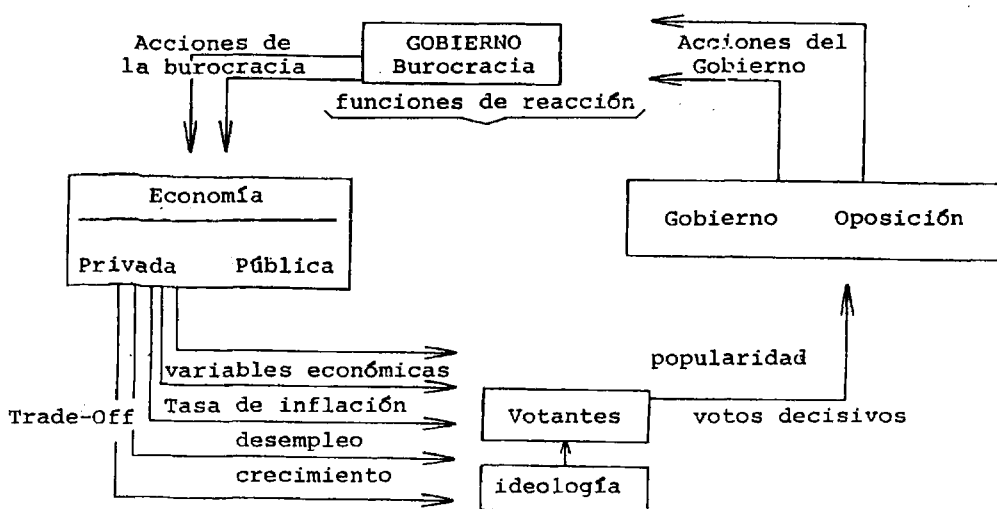 Acciones de
la burocracia
GOBIERNO
Burocracia
Acciones del
Gobierno
funciones de reacción
Economía
Privada Pública
Gobierno Oposición
variables económicas
Tasa de inflación
Trade-Off
desempleo
crecimiento
Votantes
ideología
popularidad
votos decisivos